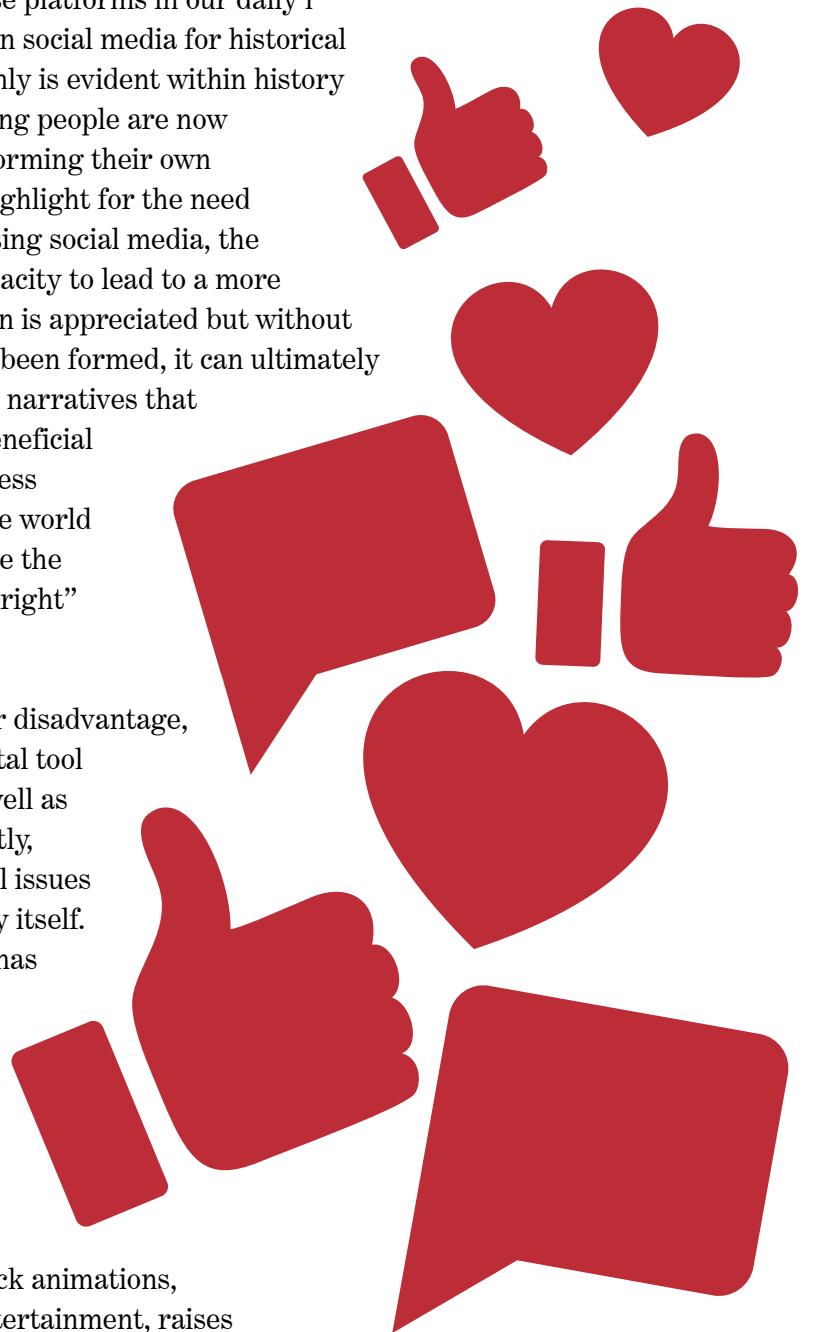 se platforms in our daily l
n social media for historical
nly is evident within history
ng people are now
orming their own
ghlight for the need
sing social media, the
acity to lead to a more
n is appreciated but without
been formed, it can ultimately
narratives that
eneficial
ess
e world
e the
right”
r disadvantage,
tal tool
vell as
tly,
l issues
y itself.
has
ck animations,
tertainment, raises